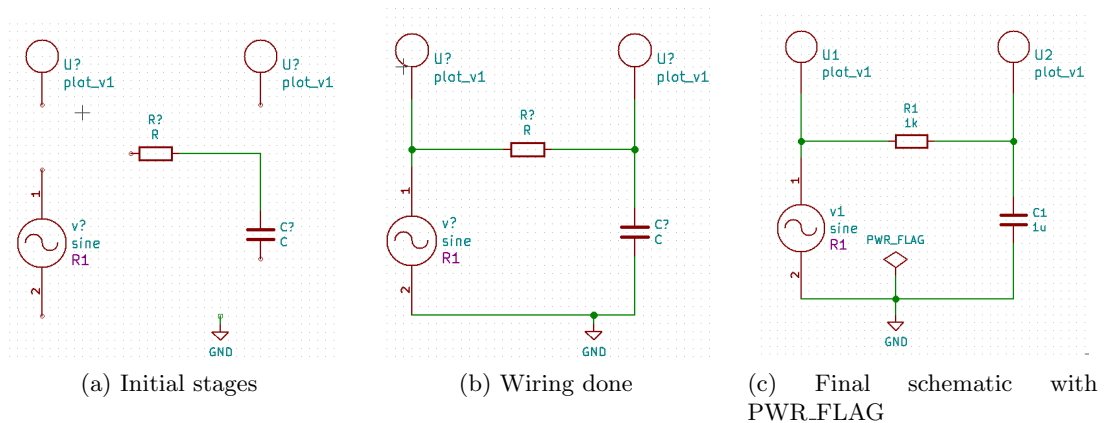 U?
plot_v1
U?
plot_v1
R?
R
1
v?
sine
R1
2
C?
C
GND
(a) Initial stages
U?
plot_v1
U?
plot_v1
R?
R
1
v?
sine
R1
2
C?
C
GND
(b) Wiring done
U1
plot_v1
U2
plot_v1
R1
1k
1
v1
sine
R1
2
PWR_FLAG
C1
1u
GND
(c) Final schematic with
PWR_FLAG